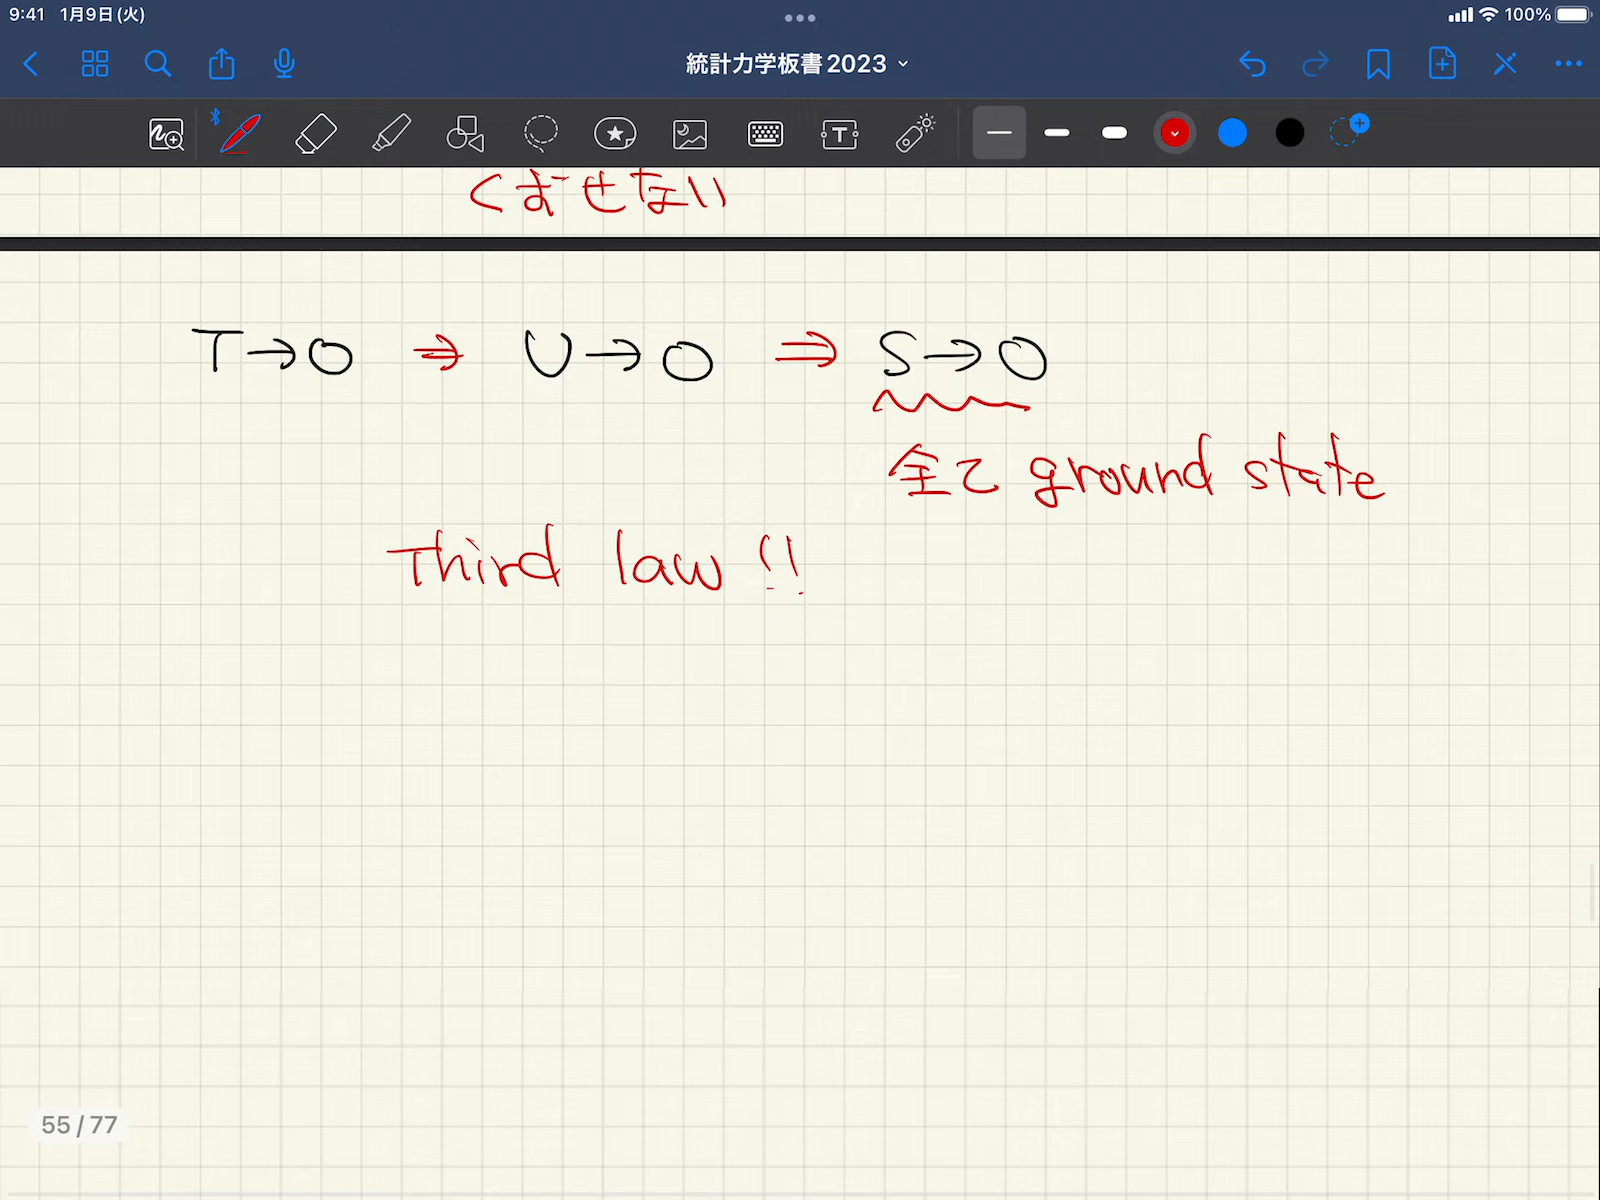 9:41 1月9日(火) 100%
統計力学板書2023
T
くずせない
T→0 ⇒ U→0 ⇒ S→0
全て ground state
Third law !!
55 / 77